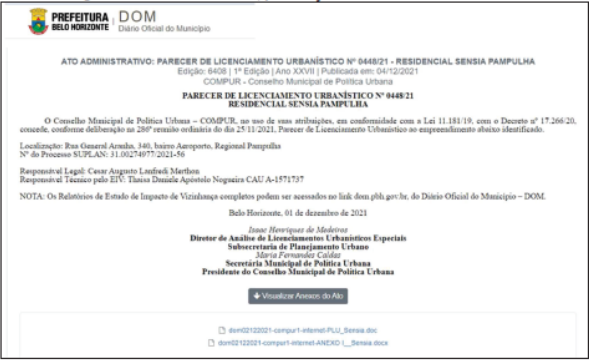 PREFEITURA
BELO HORIZONTE
DOM
Diário Oficial do Município
ATO ADMINISTRATIVO: PARECER DE LICENCIAMENTO URBANÍSTICO Nº 0448/21 - RESIDENCIAL SENSIA PAMPULHA
Edição: 6408 | 1ª Edição | Ano XXVII | Publicada em: 04/12/2021
COMPUR - Conselho Municipal de Política Urbana
PARECER DE LICENCIAMENTO URBANÍSTICO Nº 0448/21
RESIDENCIAL SENSIA PAMPULHA
O Conselho Municipal de Política Urbana – COMPUR, no uso de suas atribuições, em conformidade com a Lei 11.181/19, com o Decreto nº 17.266/20,
concede, conforme deliberação na 286ª reunião ordinária do dia 25/11/2021, Parecer de Licenciamento Urbanístico ao empreendimento abaixo identificado.
Localização: Rua General Aranha, 340, bairro Aeroporto, Regional Pampulha
Nº do Processo SUPLAN: 31.00274977/2021-56
Responsável Legal: Cesar Augusto Lanfredi Merthon
Responsável Técnico pelo EIV: Thaisa Daniele Apóstolo Nogueira CAU A-1571737
NOTA: Os Relatórios de Estudo de Impacto de Vizinhança completos podem ser acessados no link dom.pbh.gov.br, do Diário Oficial do Município – DOM.
Belo Horizonte, 01 de dezembro de 2021
Isaac Henriques de Medeiros
Diretor de Análise de Licenciamentos Urbanísticos Especiais
Subsecretaria de Planejamento Urbano
Maria Fernandes Caldas
Secretária Municipal de Política Urbana
Presidente do Conselho Municipal de Política Urbana
Visualizar Anexos do Ato
dom02122021-compur1-internet-PLU_Sensia.doc
dom02122021-compur1-internet-ANEXO I__Sensia.docx